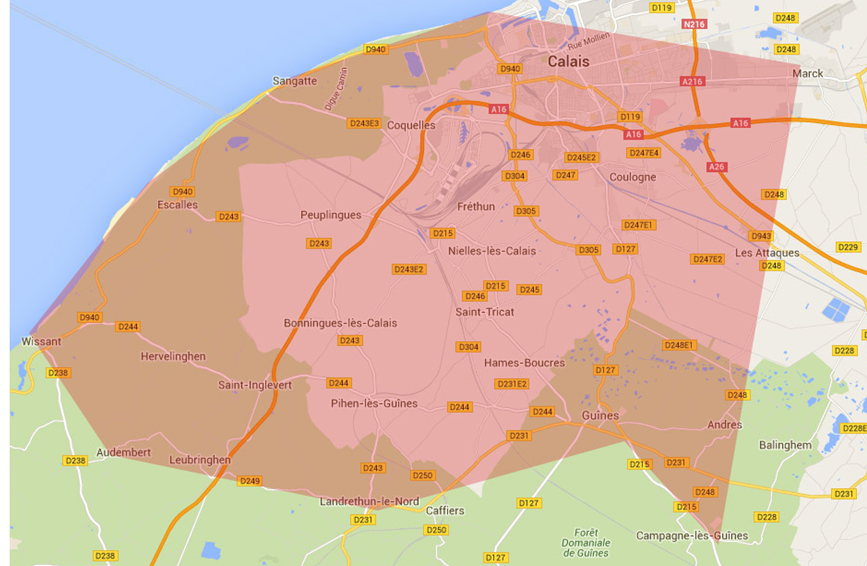 D119
D248
N216
Rue Mollien
D940
D248
Calais
D940
Marck
Sangatte
Digue Camin
A216
A16
D119
D243E3
Coquelles
A16
A16
D246
D245E2
D247E4
A26
D304
D247
Coulogne
D940
D248
Escalles
D243
Peuplingues
Fréthun
D305
D247E1
D215
D943
D243
Nielles-lès-Calais
D305
D127
D229
Les Attaques
D247E2
D243E2
D248
D215
D245
D246
Saint-Tricat
D940
Bonningues-lès-Calais
D244
Wissant
D243
D304
D248E1
D228
Hervelinghen
Hames-Boucres
D238
D127
Saint-Inglevert
D244
D231E2
D248
Pihen-lès-Guînes
D244
D244
Guînes
Andres
D228E
D231
Balinghem
Audembert
D238
Leubringhen
D215
D231
D243
D250
D249
D248
D231
Landrethun-le-Nord
D127
D215
Caffiers
D228
D231
D250
Campagne-lès-Guînes
Forêt
Domaniale
de Guînes
D238
D127